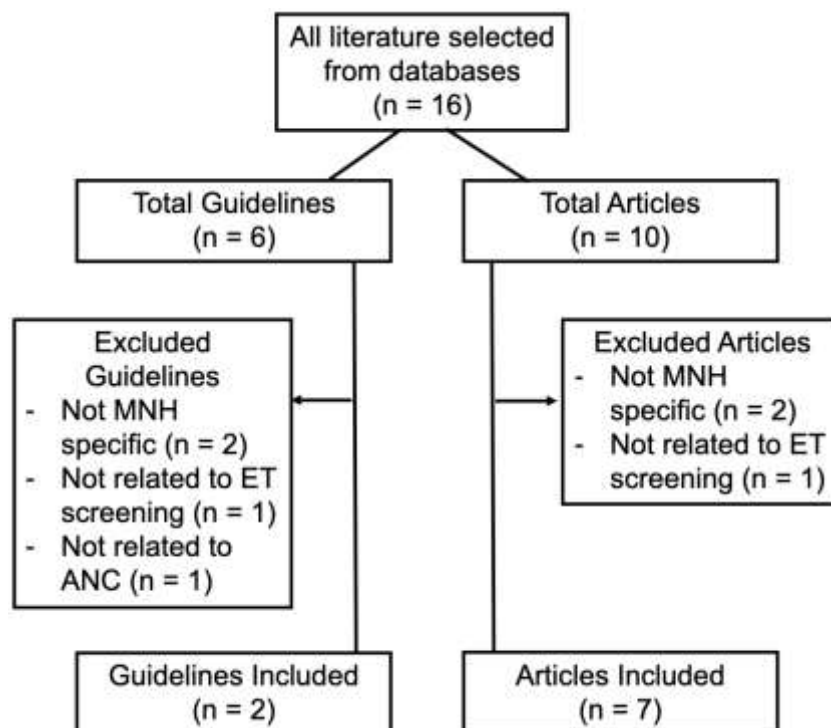 All literature selected
from databases
(n = 16)
Total Guidelines
(n = 6)
Total Articles
(n = 10)
Excluded
Guidelines
- Not MNH
specific (n = 2)
- Not related to ET
screening (n = 1)
- Not related to
ANC (n = 1)
Excluded Articles
- Not MNH
specific (n = 2)
- Not related to ET
screening (n = 1)
Guidelines Included
(n = 2)
Articles Included
n = 7)